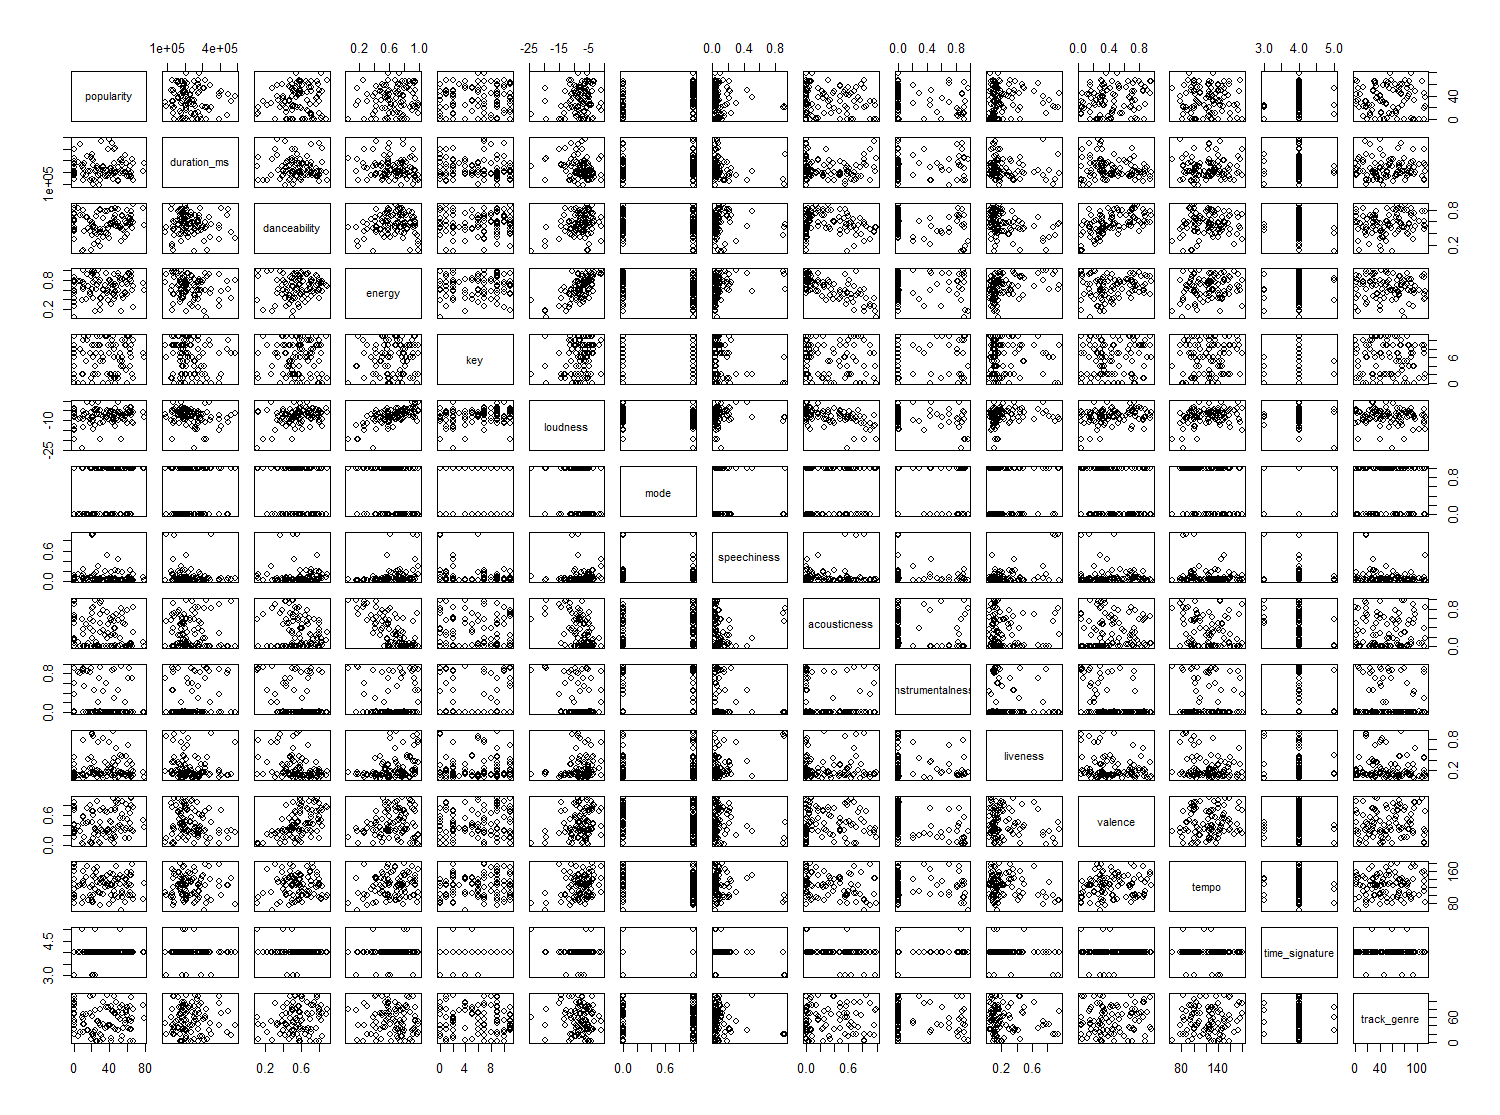 1e+05 4e+05 0.2 0.6 1.0 -25 -15 -5 0.0 0.4 0.8 0.0 0.4 0.8 0.0 0.4 0.8 3.0 4.0 5.0
popularity 0 40
1e+05 duration_ms
danceability 0.2 0.8
0.2 0.8 energy
key 0 6
-25 -10 loudness
mode 0.0 0.8
0.0 0.6 speechiness
acousticness 0.0 0.8
0.0 0.8 nstrumentalness
liveness 0.2 0.8
0.0 0.6 valence
tempo 80 160
3.0 4.5 time_signature
track_genre 0 60
0 40 80 0.2 0.6 0 4 8 0.0 0.6 0.0 0.6 0.2 0.8 80 140 0 40 100